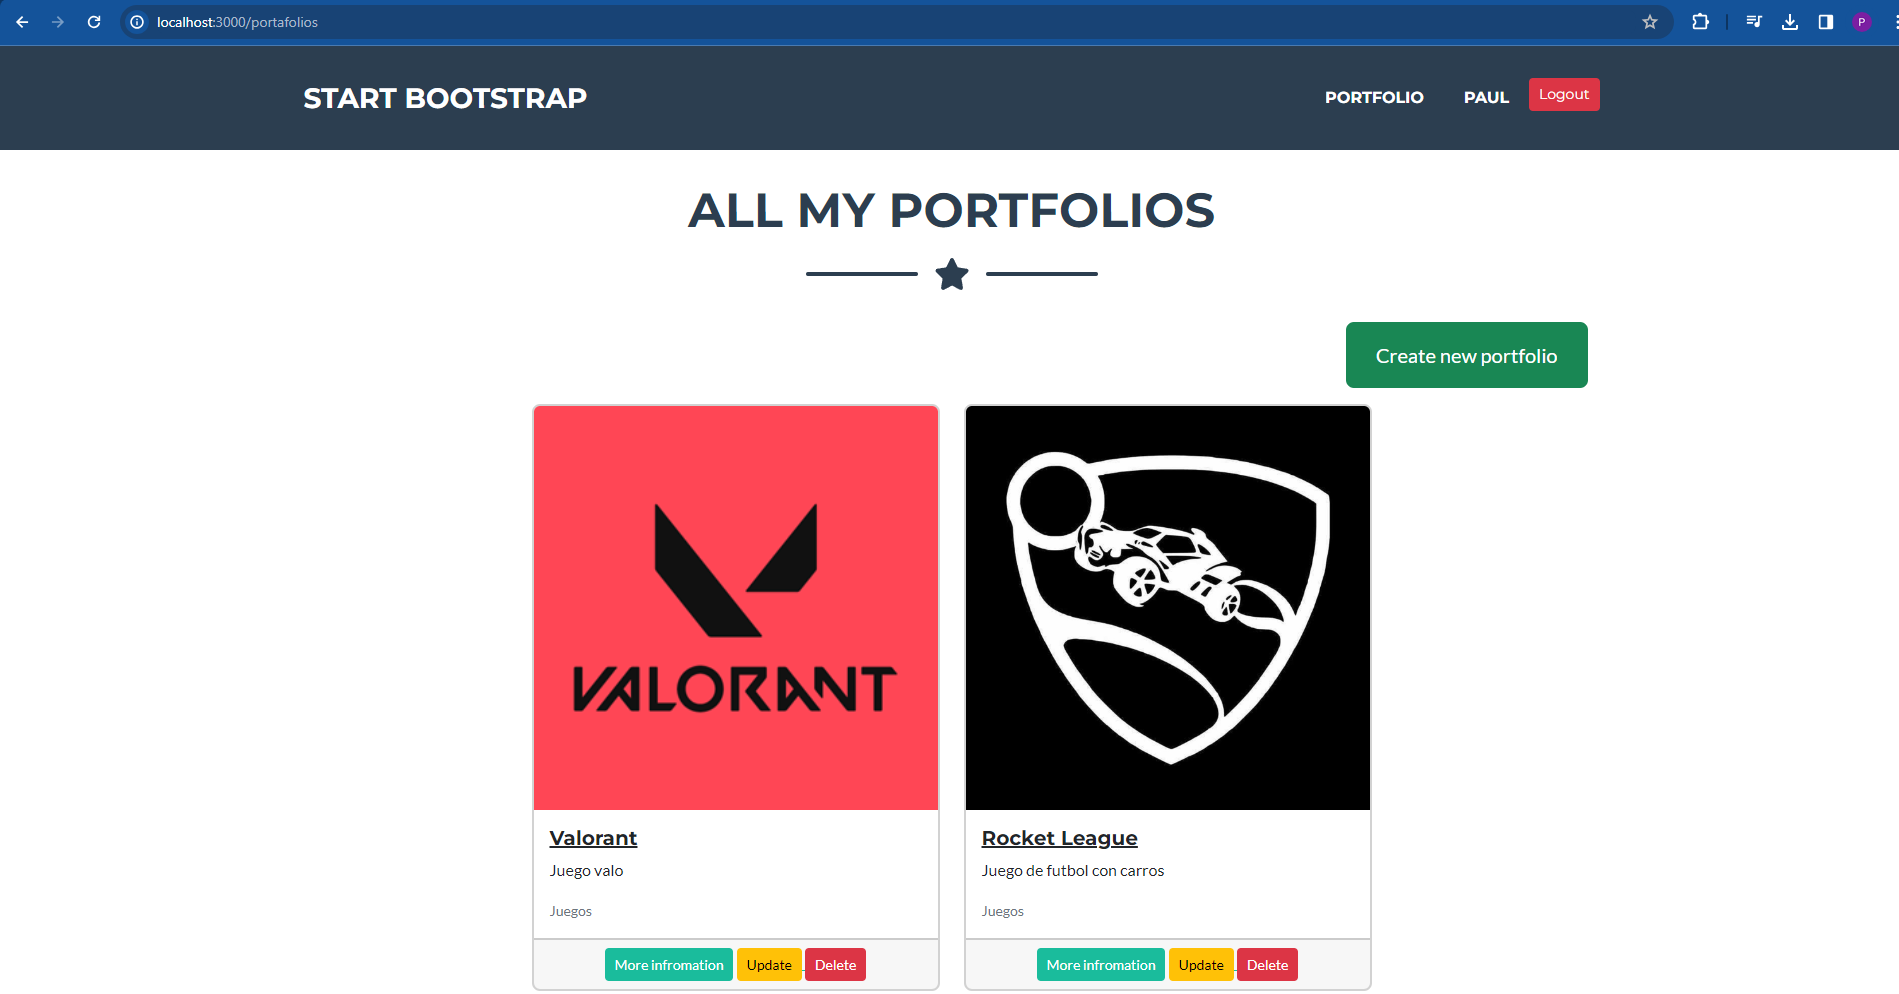 localhost:3000/portafolios
P
START BOOTSTRAP
PORTFOLIO
PAUL
Logout
ALL MY PORTFOLIOS
Create new portfolio
VALORANT
Valorant
Juego valo
Juegos
More infromation
Update
Delete
Rocket League
Juego de futbol con carros
Juegos
More infromation
Update
Delete